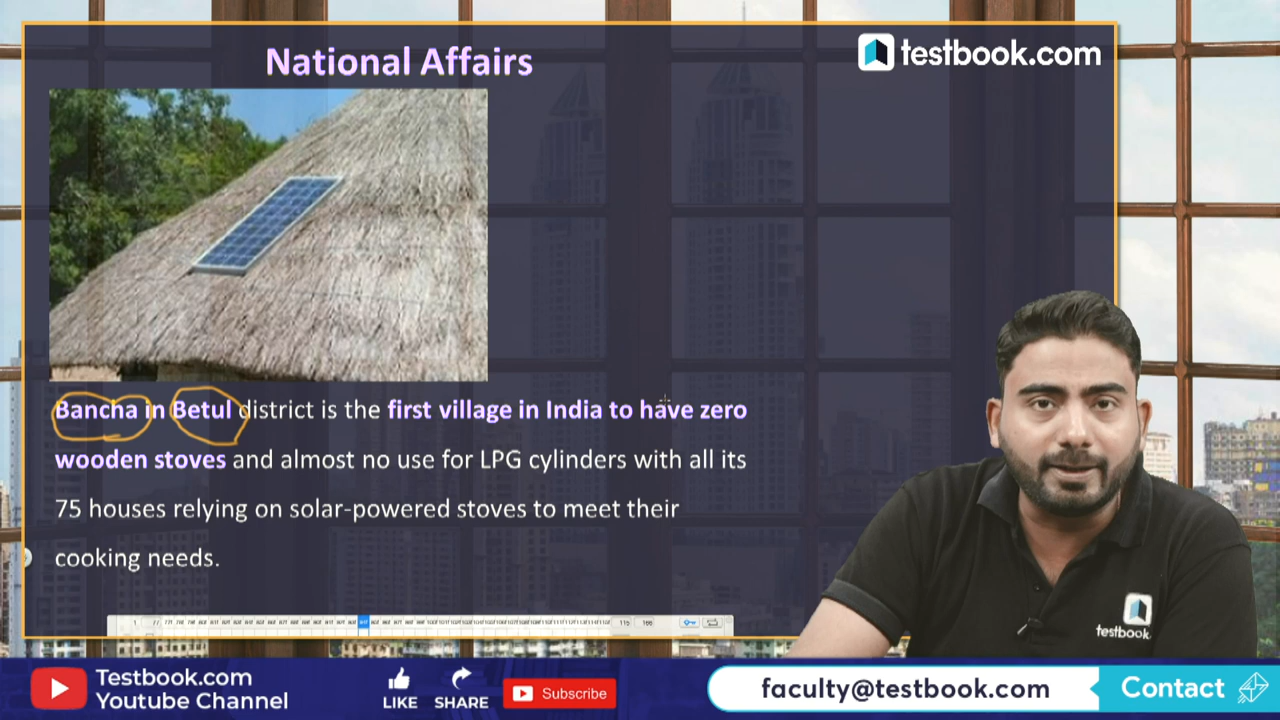 National Affairs
testbook.com
Bancha in Betul district is the first village in India to have zero
wooden stoves and almost no use for LPG cylinders with all its
75 houses relying on solar-powered stoves to meet their
cooking needs.
testbook
Testbook.com
Youtube Channel
LIKE
SHARE
Subscribe
faculty@testbook.com
Contact